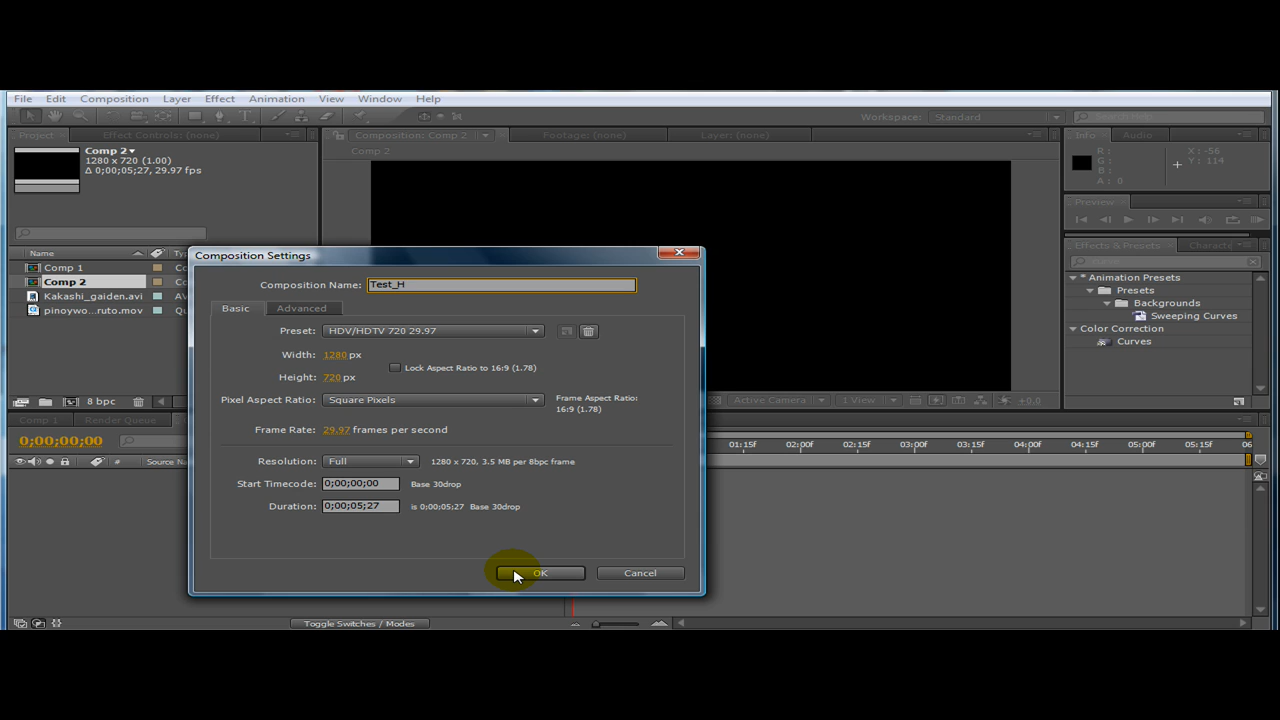 File Edit Composition Layer Effect Animation View Window Help
Workspace: Standard
Search Help
Project Effect Controls: (none)
Composition: Comp 2 Footage: (none) Layer: (none)
Info Audio
Comp 2
1280 x 720 (1.00)
Δ 0;00;05;27, 29.97 fps
Comp 2
R :
G :
B :
A : 0
X : -56
Y : 114
Preview
Effects & Presets Characte
Name
Comp 1
Comp 2
Kakashi_gaiden.avi
pinoywo...ruto.mov
* Animation Presets
Presets
Backgrounds
Sweeping Curves
Color Correction
Curves
Composition Settings
Composition Name: Test_H
Basic Advanced
Preset: HDV/HDTV 720 29.97
Width: 1280 px
Lock Aspect Ratio to 16:9 (1.78)
Height: 720 px
Pixel Aspect Ratio: Square Pixels
Frame Aspect Ratio:
16:9 (1.78)
Frame Rate: 29.97 frames per second
Resolution: Full 1280 x 720, 3.5 MB per 8bpc frame
Start Timecode: 0;00;00;00 Base 30drop
Duration: 0;00;05;27 is 0;00;05;27 Base 30drop
OK Cancel
8 bpc
Active Camera 1 View +0.0
Comp 1 Render Queue
0;00;00;00
01:15f 02:00f 02:15f 03:00f 03:15f 04:00f 04:15f 05:00f 05:15f 06
# Source Na
Toggle Switches / Modes